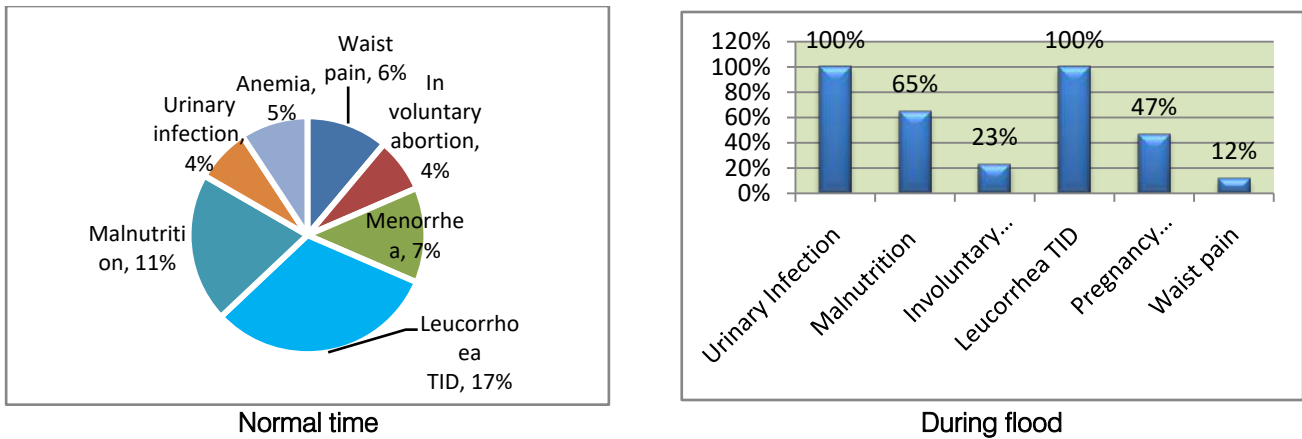 Waist
pain, 6%
In
voluntary
abortion,
4%
Menorrhe
a, 7%
Leucorrho
ea
TID, 17%
Malnutriti
on, 11%
Urinary
infection,
4%
Anemia,
5%
Normal time
120%
100%
80%
60%
40%
20%
0%
100%
65%
23%
100%
47%
12%
Urinary Infection
Malnutrition
Involuntary...
Leucorrhea TID
Pregnancy...
Waist pain
During flood